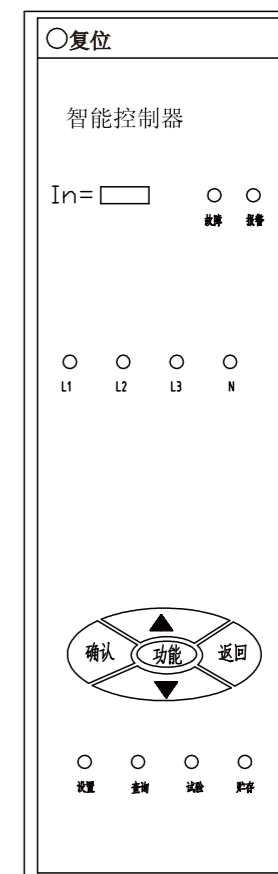 复位
智能控制器
In=
故障 报警
L1 L2 L3 N
确认 功能 返回
设置 查询 试验 贮存